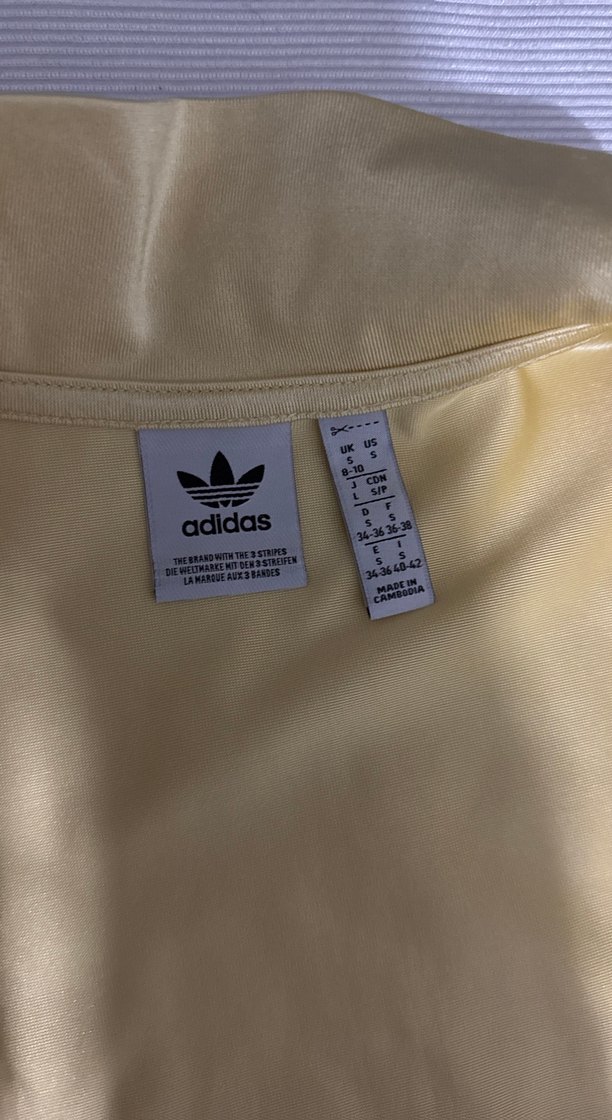 adidas
THE BRAND WITH THE 3 STRIPES
DIE WELTMARKE MIT DEN 3 STREIFEN
LA MARQUE AUX 3 BANDES
UK US
S S
8-10
J CDN
L S/P
D F
S S
34-36 36-38
E I
S S
34-36 40-42
MADE IN
CAMBODIA